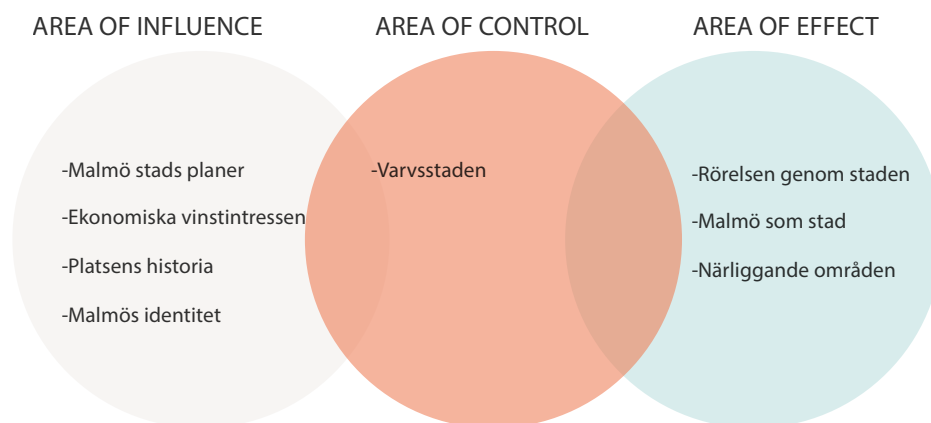 AREA OF INFLUENCE
AREA OF CONTROL
AREA OF EFFECT
-Malmö stads planer
-Ekonomiska vinstintressen
-Platsens historia
-Malmös identitet
-Varvsstaden
-Rörelsen genom staden
-Malmö som stad
-Närliggande områden